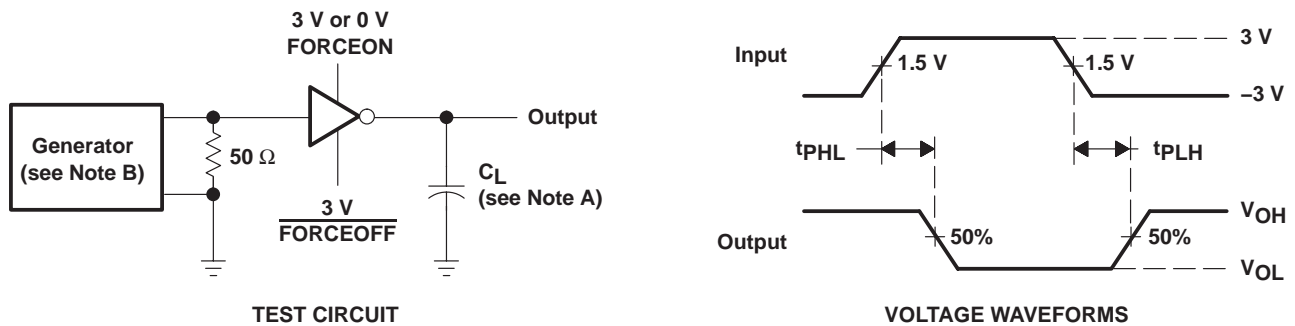 3 V or 0 V
FORCEON
Generator
(see Note B)
50 Ω
Output
CL
(see Note A)
3 V
FORCEOFF
TEST CIRCUIT
Input
1.5 V
1.5 V
3 V
–3 V
tPHL
tPLH
Output
50%
50%
VOH
VOL
VOLTAGE WAVEFORMS